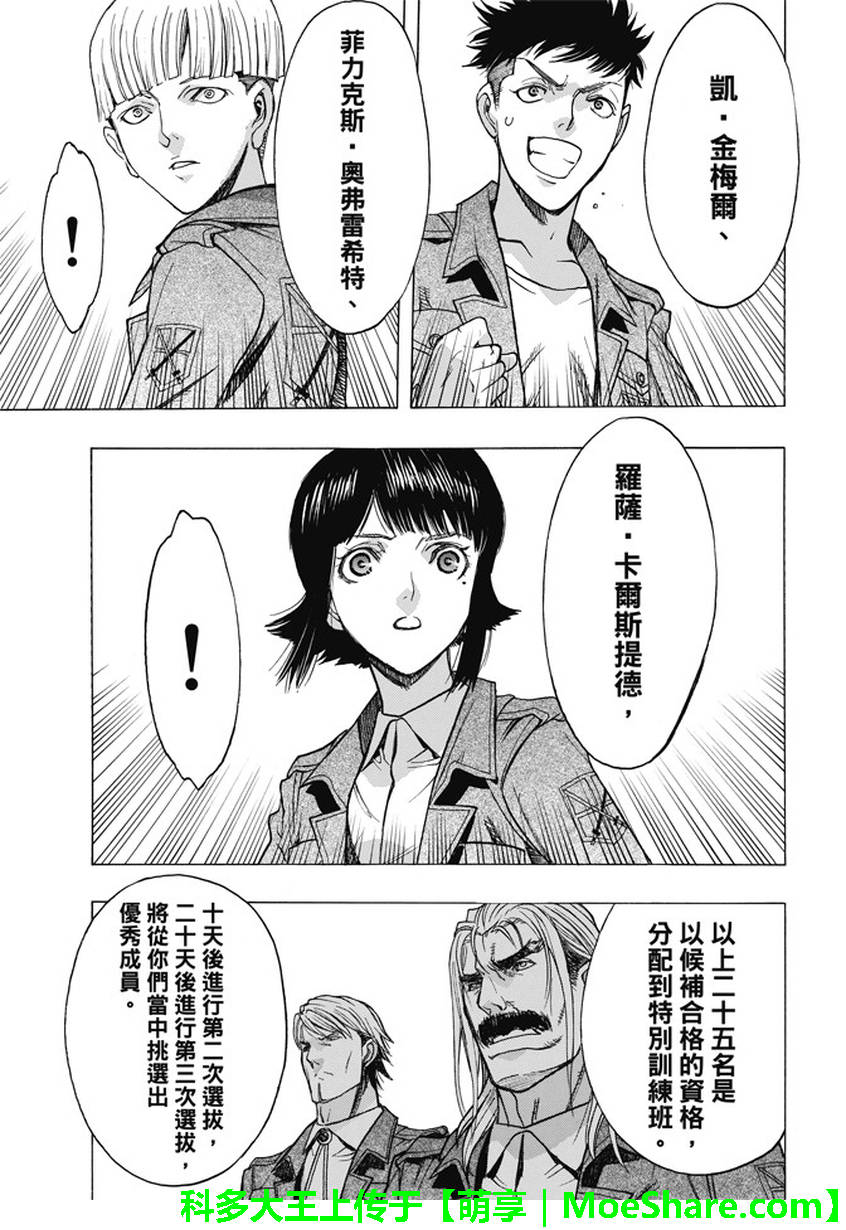 凱·金梅爾、
菲力克斯·奧弗雷希特、
！
羅薩·卡爾斯提德，
！
以上二十五名是
以候補合格的資格，
分配到特別訓練班。
十天後進行第二次選拔，
二十天後進行第三次選拔，
將從你們當中挑選出
優秀成員。
科多大王上传于【萌享｜MoeShare.com】